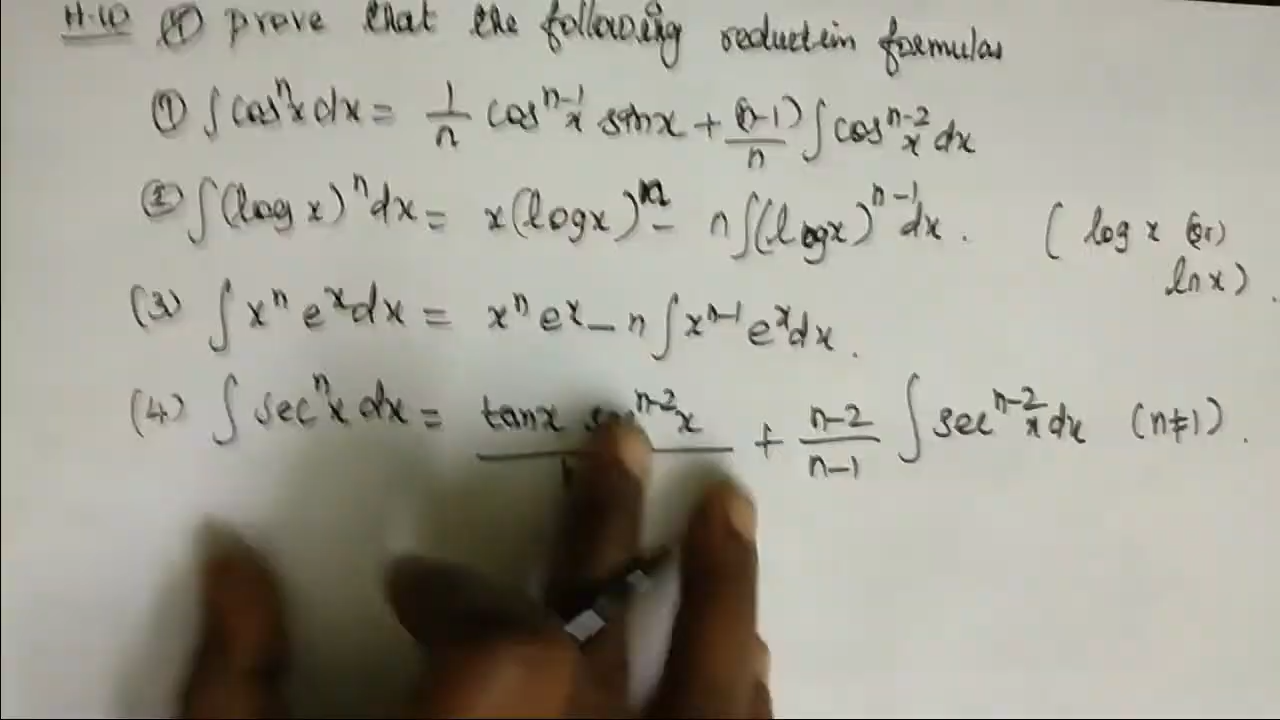 H.W (1) prove that the following reduction formulas
① ∫ cosⁿx dx = 1/n cosⁿ⁻¹x sinx + (n-1)/n ∫ cosⁿ⁻²x dx
② ∫ (log x)ⁿ dx = x(logx)ⁿ - n∫(logx)ⁿ⁻¹ dx. ( log x (or)
ln x).
(3) ∫ xⁿ eˣ dx = xⁿ eˣ - n ∫ xⁿ⁻¹ eˣ dx.
(4) ∫ secⁿx dx = tanx ⁿ⁻²x + n-2/n-1 ∫ secⁿ⁻²x dx (n≠1).